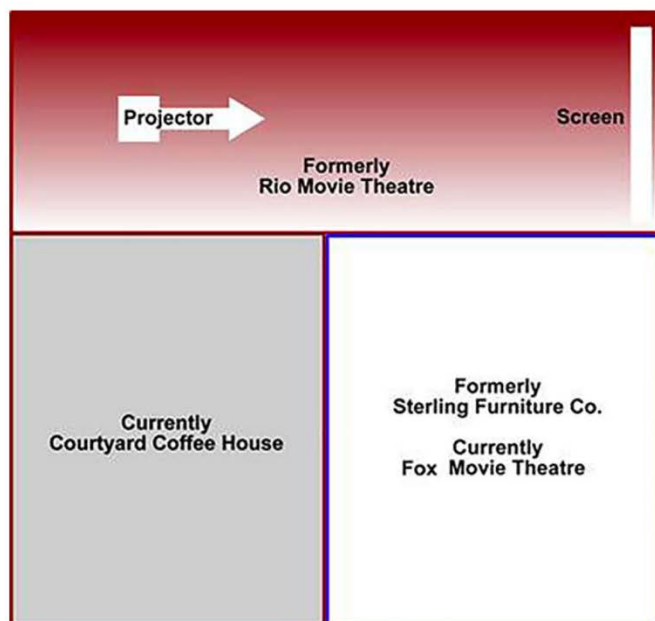 Projector
Screen
Formerly
Rio Movie Theatre
Currently
Courtyard Coffee House
Formerly
Sterling Furniture Co.
Currently
Fox Movie Theatre